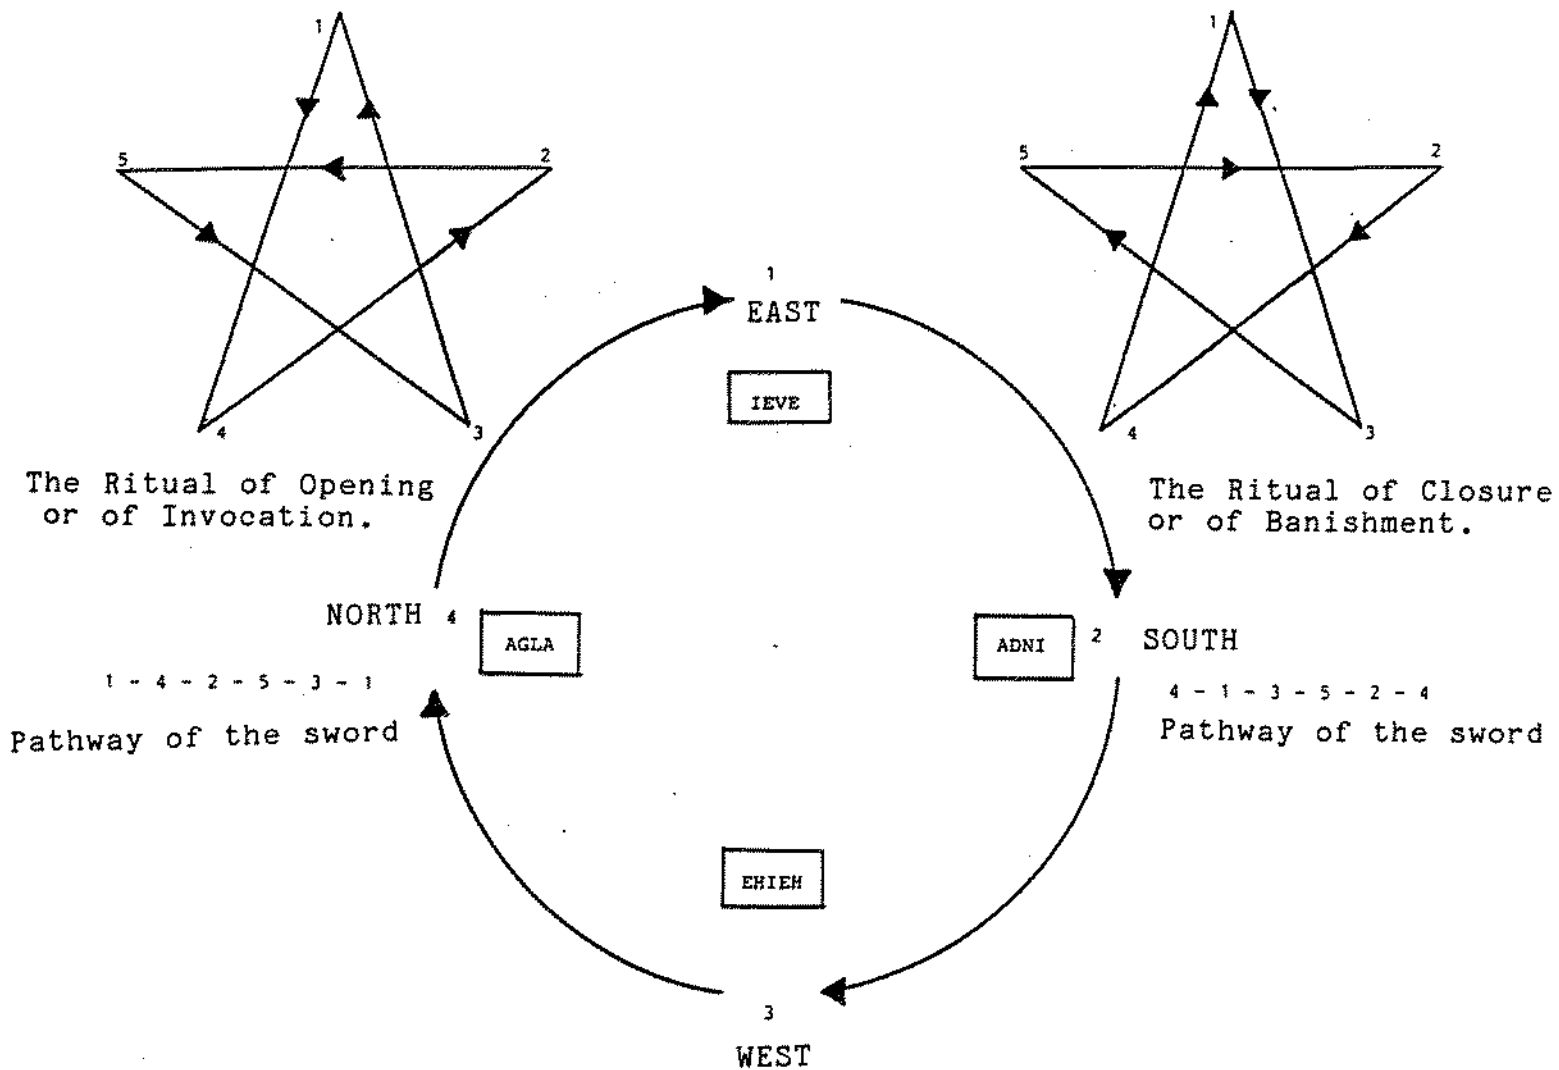 1
5
2
4
3
The Ritual of Opening
or of Invocation.
1
5
2
4
3
The Ritual of Closure
or of Banishment.
1
EAST
IEVE
NORTH 4
AGLA
ADNI
2 SOUTH
1 - 4 - 2 - 5 - 3 - 1
Pathway of the sword
4 - 1 - 3 - 5 - 2 - 4
Pathway of the sword
EHIEH
3
WEST